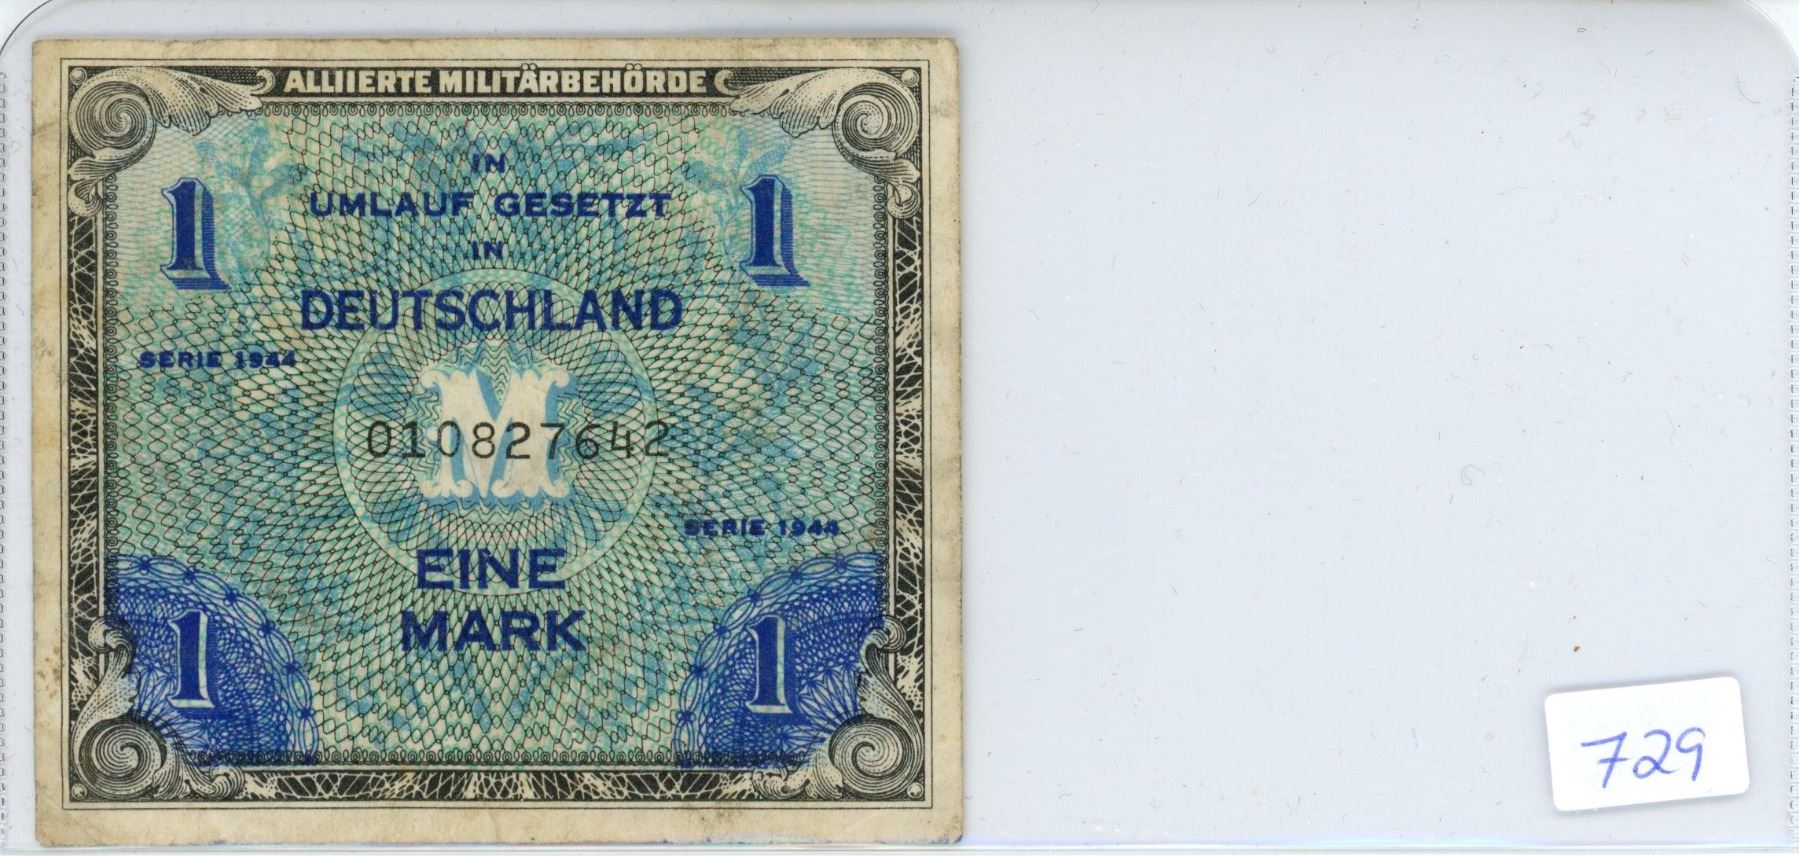 ALLIIERTE MILITÄRBEHÖRDE
1 1
IN
UMLAUF GESETZT
IN
DEUTSCHLAND
SERIE 1944
M
010827642
SERIE 1944
EINE
MARK
1 1
729